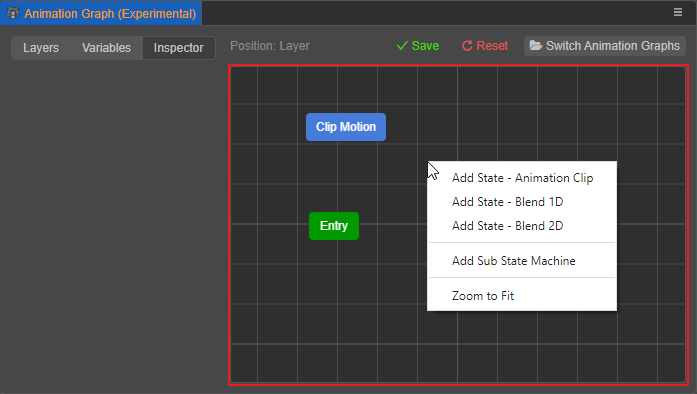 Animation Graph (Experimental)
Layers Variables Inspector Position: Layer Save Reset Switch Animation Graphs
Clip Motion
Add State - Animation Clip
Add State - Blend 1D
Entry Add State - Blend 2D
Add Sub State Machine
Zoom to Fit